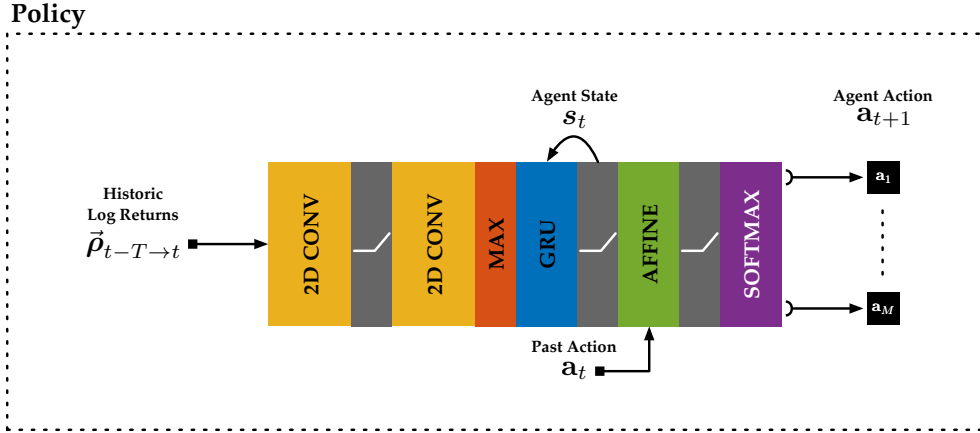 Policy
Agent State
s_t
Agent Action
a_{t+1}
Historic
Log Returns
\vec{ρ}_{t−T→t}
2D CONV
2D CONV
MAX
GRU
AFFINE
SOFTMAX
a_1
a_M
Past Action
a_t